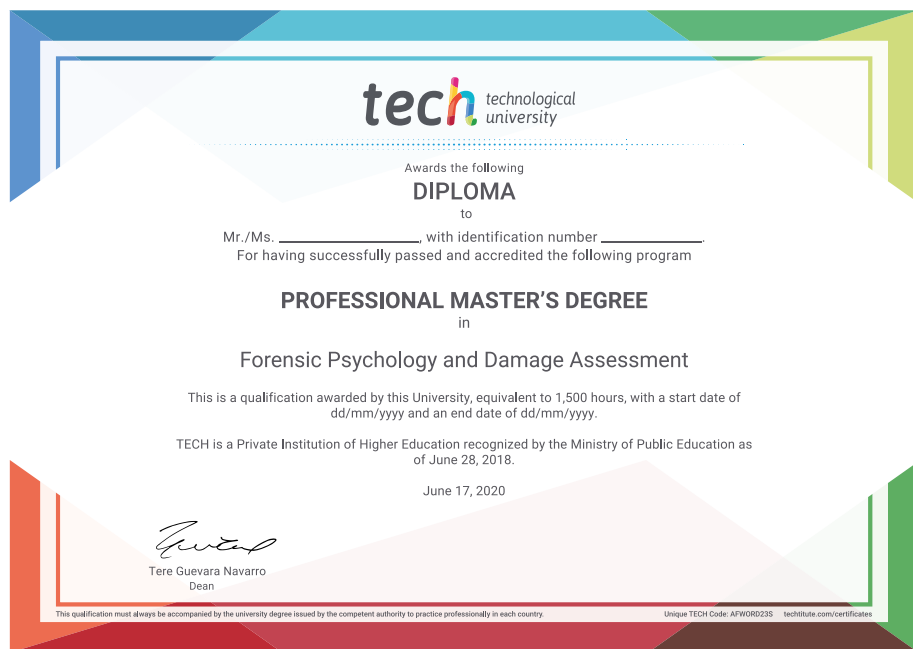 tech technological
university
Awards the following
DIPLOMA
to
Mr./Ms. ____________________, with identification number ______________.
For having successfully passed and accredited the following program
PROFESSIONAL MASTER’S DEGREE
in
Forensic Psychology and Damage Assessment
This is a qualification awarded by this University, equivalent to 1,500 hours, with a start date of
dd/mm/yyyy and an end date of dd/mm/yyyy.
TECH is a Private Institution of Higher Education recognized by the Ministry of Public Education as
of June 28, 2018.
June 17, 2020
Tere Guevara Navarro
Dean
This qualification must always be accompanied by the university degree issued by the competent authority to practice professionally in each country. Unique TECH Code: AFWORD23S techtitute.com/certificates